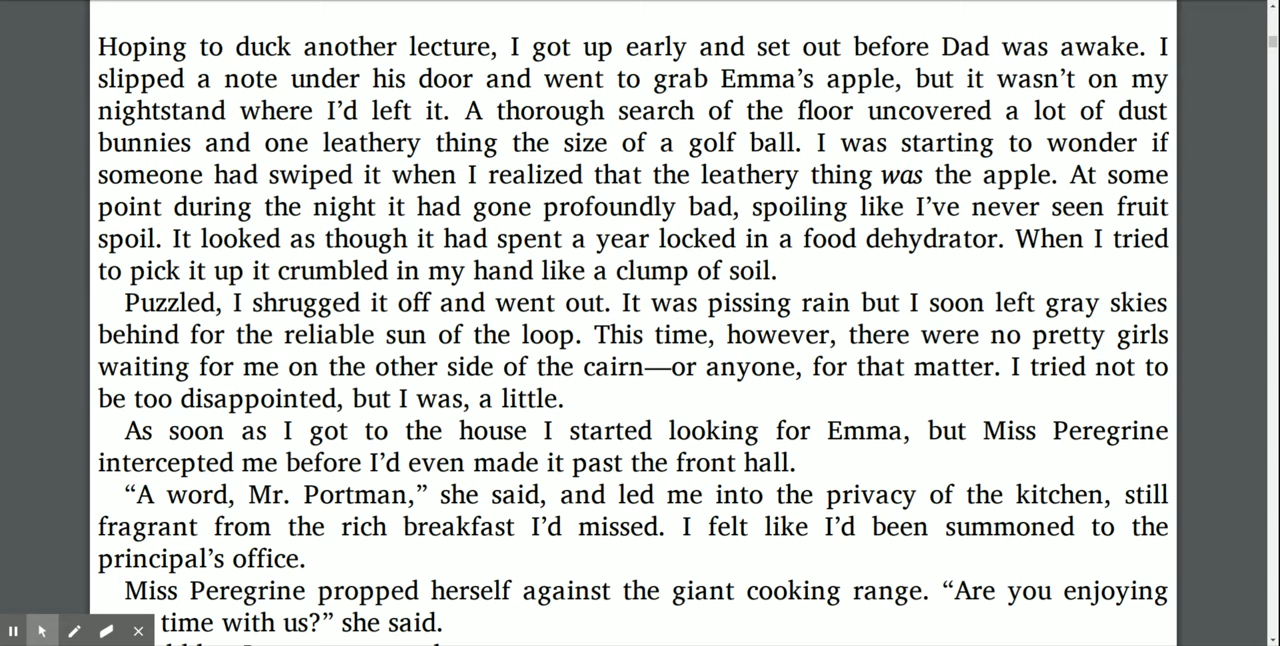 Hoping to duck another lecture, I got up early and set out before Dad was awake. I
slipped a note under his door and went to grab Emma’s apple, but it wasn’t on my
nightstand where I’d left it. A thorough search of the floor uncovered a lot of dust
bunnies and one leathery thing the size of a golf ball. I was starting to wonder if
someone had swiped it when I realized that the leathery thing was the apple. At some
point during the night it had gone profoundly bad, spoiling like I’ve never seen fruit
spoil. It looked as though it had spent a year locked in a food dehydrator. When I tried
to pick it up it crumbled in my hand like a clump of soil.
Puzzled, I shrugged it off and went out. It was pissing rain but I soon left gray skies
behind for the reliable sun of the loop. This time, however, there were no pretty girls
waiting for me on the other side of the cairn—or anyone, for that matter. I tried not to
be too disappointed, but I was, a little.
As soon as I got to the house I started looking for Emma, but Miss Peregrine
intercepted me before I’d even made it past the front hall.
“A word, Mr. Portman,” she said, and led me into the privacy of the kitchen, still
fragrant from the rich breakfast I’d missed. I felt like I’d been summoned to the
principal’s office.
Miss Peregrine propped herself against the giant cooking range. “Are you enjoying
time with us?” she said.